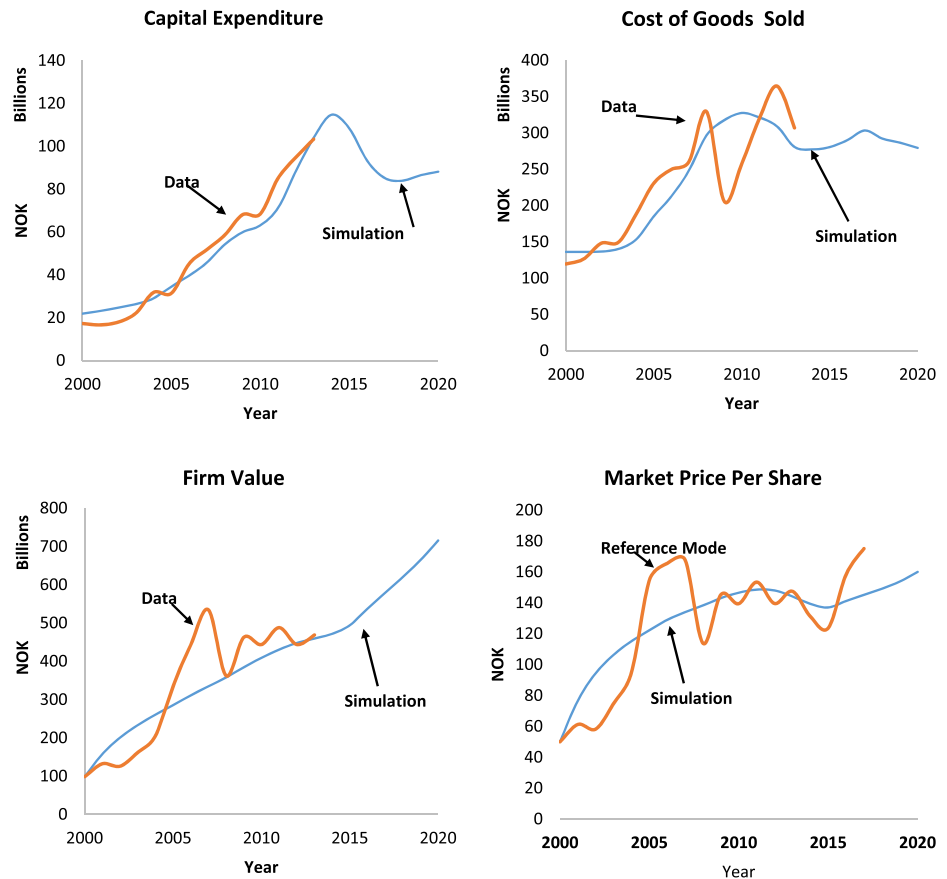 Capital Expenditure
Billions
NOK
140
120
100
80
60
40
20
0
Data
Simulation
2000 2005 2010 2015 2020
Year
Cost of Goods Sold
Billions
NOK
400
350
300
250
200
150
100
50
0
Data
Simulation
2000 2005 2010 2015 2020
Year
Firm Value
Billions
NOK
800
700
600
500
400
300
200
100
0
Data
Simulation
2000 2005 2010 2015 2020
Year
Market Price Per Share
NOK
200
180
160
140
120
100
80
60
40
20
0
Reference Mode
Simulation
2000 2005 2010 2015 2020
Year